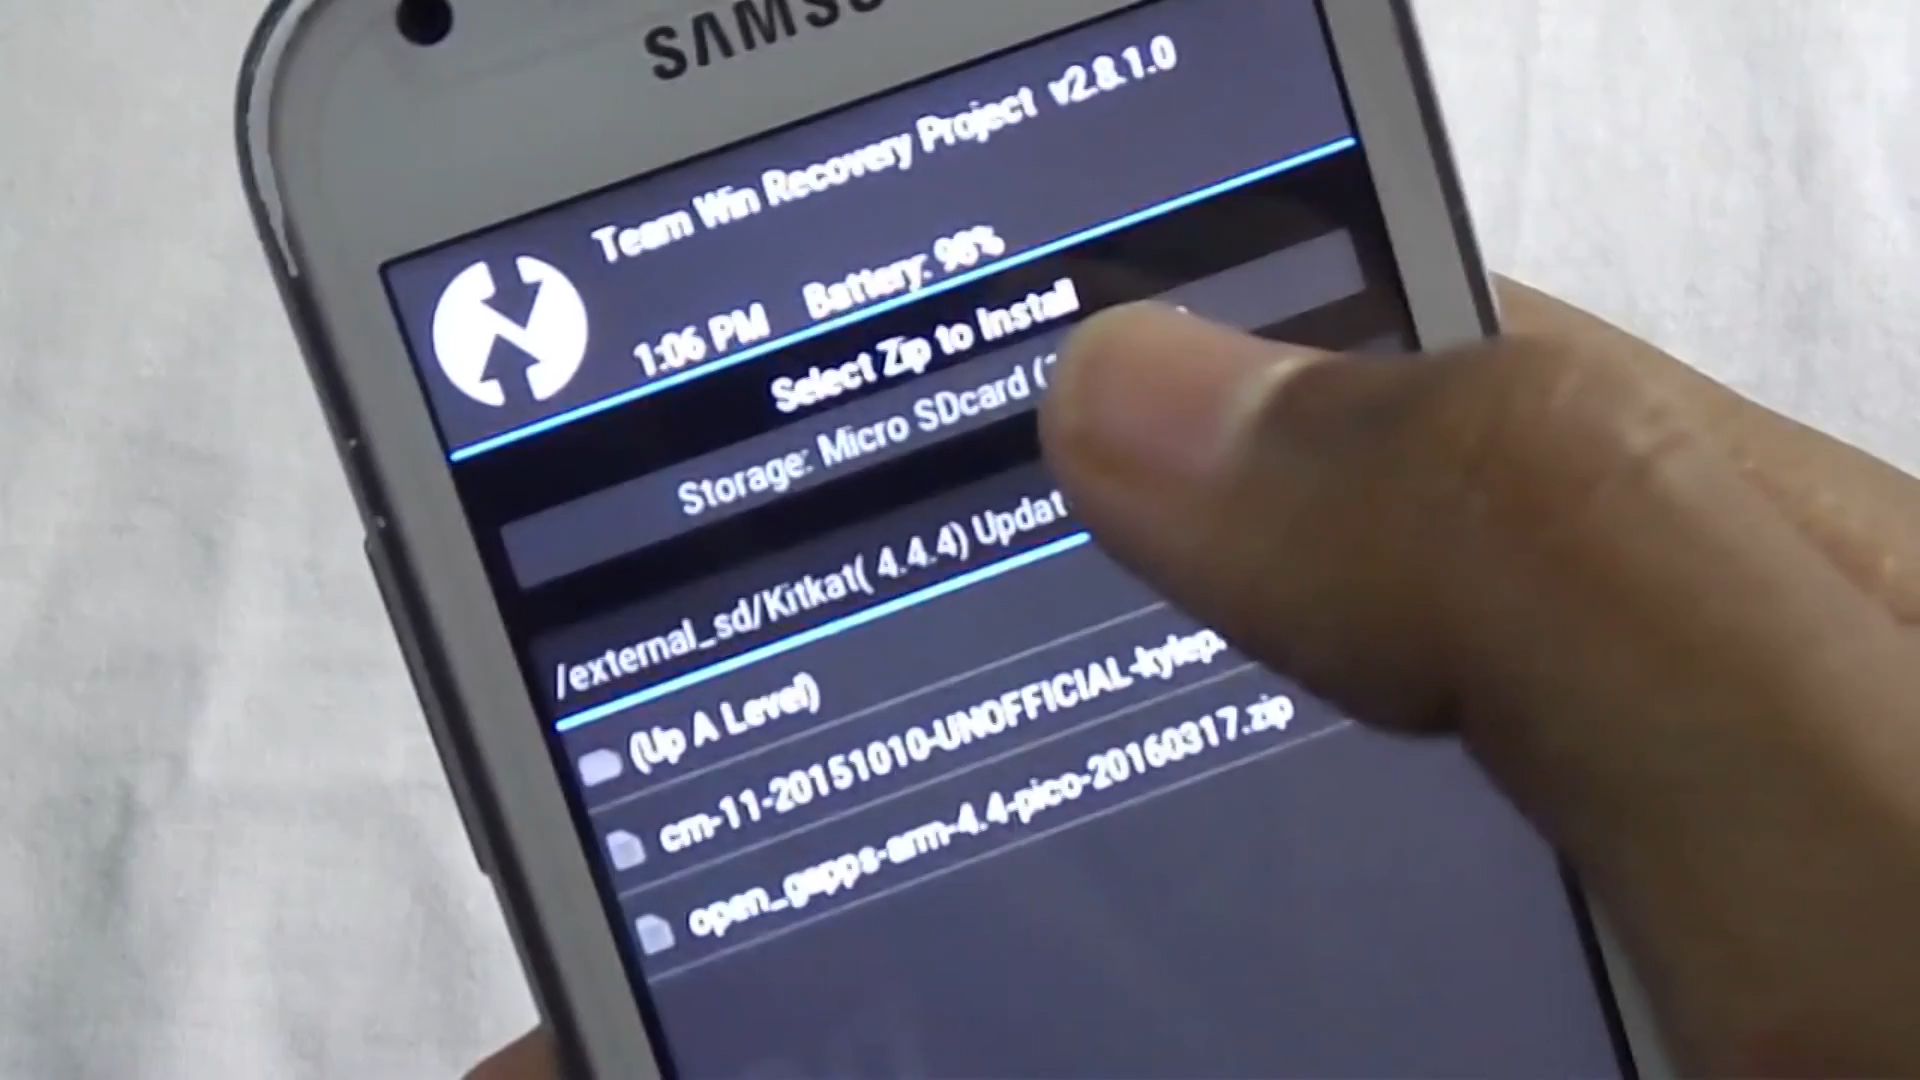 SAMSU
Team Win Recovery Project v2.8.1.0
1:06 PM Battery: 98%
Select Zip to Install
Storage: Micro SDcard (
/external_sd/Kitkat( 4.4.4) Updat
(Up A Level)
cm-11-20151010-UNOFFICIAL-kylep
open_gapps-arm-4.4-pico-20160317.zip